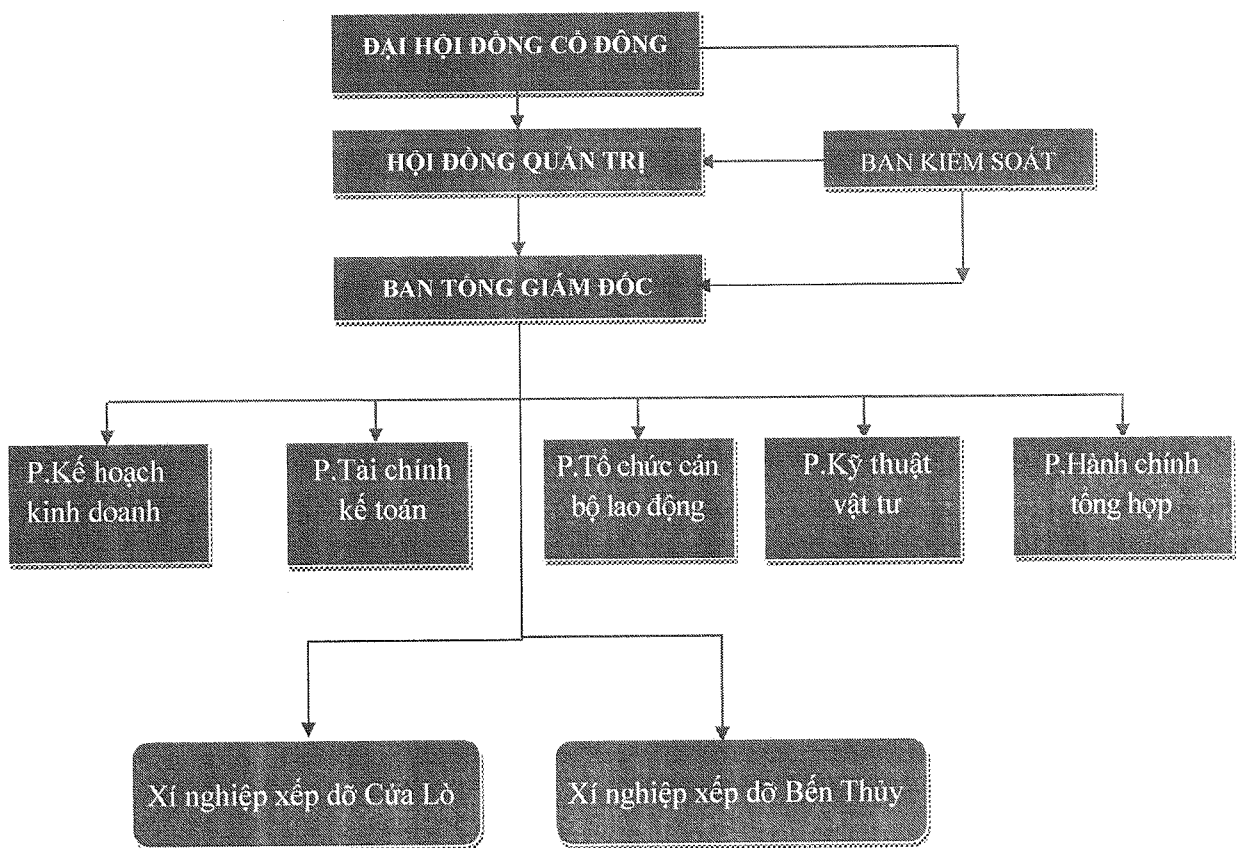 ĐẠI HỘI ĐỒNG CỔ ĐÔNG
HỘI ĐỒNG QUẢN TRỊ
BAN KIỂM SOÁT
BAN TỔNG GIÁM ĐỐC
P.Kế hoạch
kinh doanh
P.Tài chính
kế toán
P.Tổ chức cán
bộ lao động
P.Kỹ thuật
vật tư
P.Hành chính
tổng hợp
Xí nghiệp xếp dỡ Cửa Lò
Xí nghiệp xếp dỡ Bến Thủy